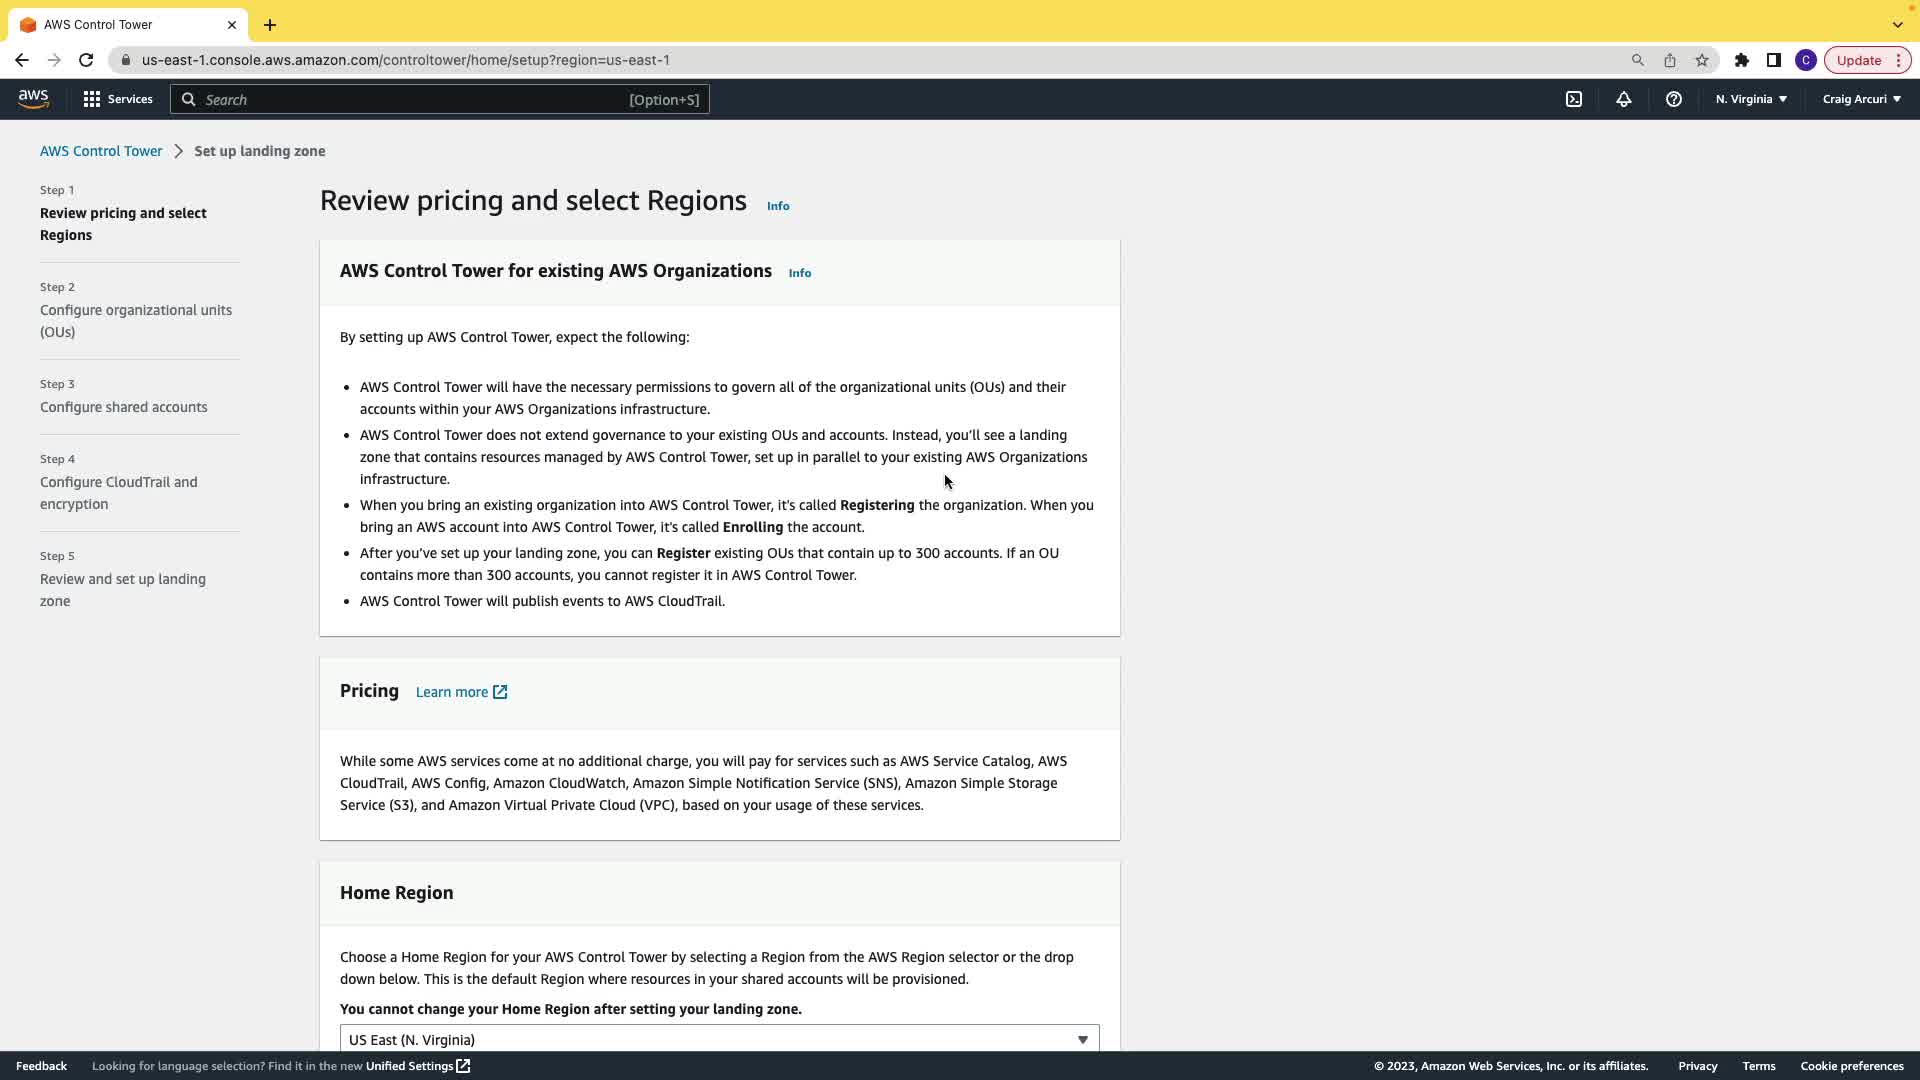 AWS Control Tower
us-east-1.console.aws.amazon.com/controltower/home/setup?region=us-east-1
C
Update
aws
Services
Search
[Option+S]
N. Virginia
Craig Arcuri
AWS Control Tower
Set up landing zone
Step 1
Review pricing and select
Regions
Step 2
Configure organizational units
(OUs)
Step 3
Configure shared accounts
Step 4
Configure CloudTrail and
encryption
Step 5
Review and set up landing
zone
Review pricing and select Regions Info
AWS Control Tower for existing AWS Organizations Info
By setting up AWS Control Tower, expect the following:
• AWS Control Tower will have the necessary permissions to govern all of the organizational units (OUs) and their
accounts within your AWS Organizations infrastructure.
• AWS Control Tower does not extend governance to your existing OUs and accounts. Instead, you'll see a landing
zone that contains resources managed by AWS Control Tower, set up in parallel to your existing AWS Organizations
infrastructure.
• When you bring an existing organization into AWS Control Tower, it's called Registering the organization. When you
bring an AWS account into AWS Control Tower, it's called Enrolling the account.
• After you've set up your landing zone, you can Register existing OUs that contain up to 300 accounts. If an OU
contains more than 300 accounts, you cannot register it in AWS Control Tower.
• AWS Control Tower will publish events to AWS CloudTrail.
Pricing Learn more
While some AWS services come at no additional charge, you will pay for services such as AWS Service Catalog, AWS
CloudTrail, AWS Config, Amazon CloudWatch, Amazon Simple Notification Service (SNS), Amazon Simple Storage
Service (S3), and Amazon Virtual Private Cloud (VPC), based on your usage of these services.
Home Region
Choose a Home Region for your AWS Control Tower by selecting a Region from the AWS Region selector or the drop
down below. This is the default Region where resources in your shared accounts will be provisioned.
You cannot change your Home Region after setting your landing zone.
US East (N. Virginia)
Feedback
Looking for language selection? Find it in the new Unified Settings
© 2023, Amazon Web Services, Inc. or its affiliates.
Privacy
Terms
Cookie preferences